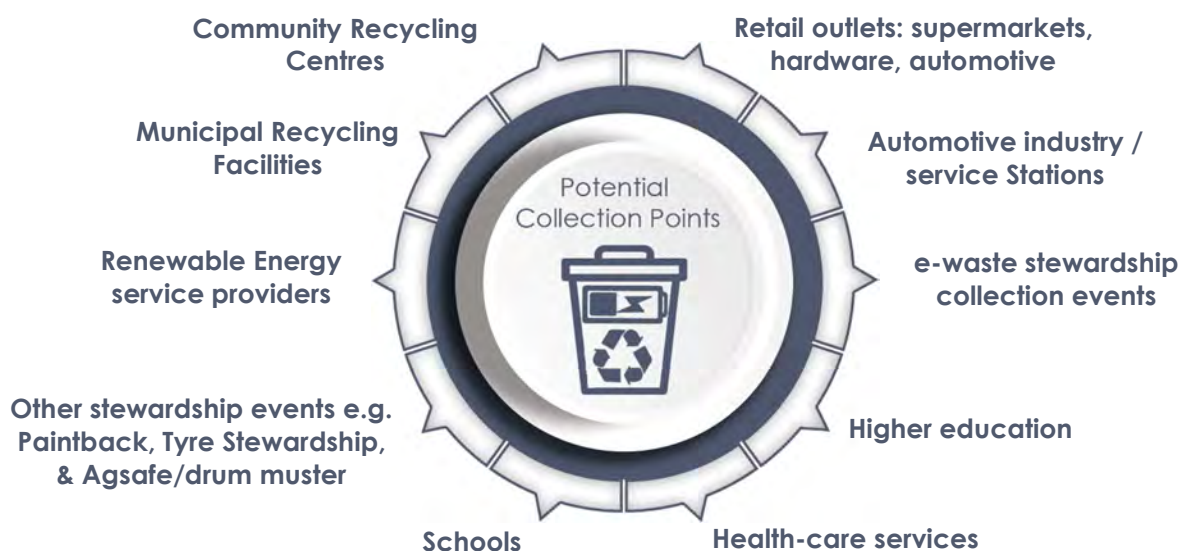 Potential
Collection Points
Community Recycling
Centres
Retail outlets: supermarkets,
hardware, automotive
Municipal Recycling
Facilities
Automotive industry /
service Stations
Renewable Energy
service providers
e-waste stewardship
collection events
Other stewardship events e.g.
Paintback, Tyre Stewardship,
& Agsafe/drum muster
Higher education
Schools
Health-care services